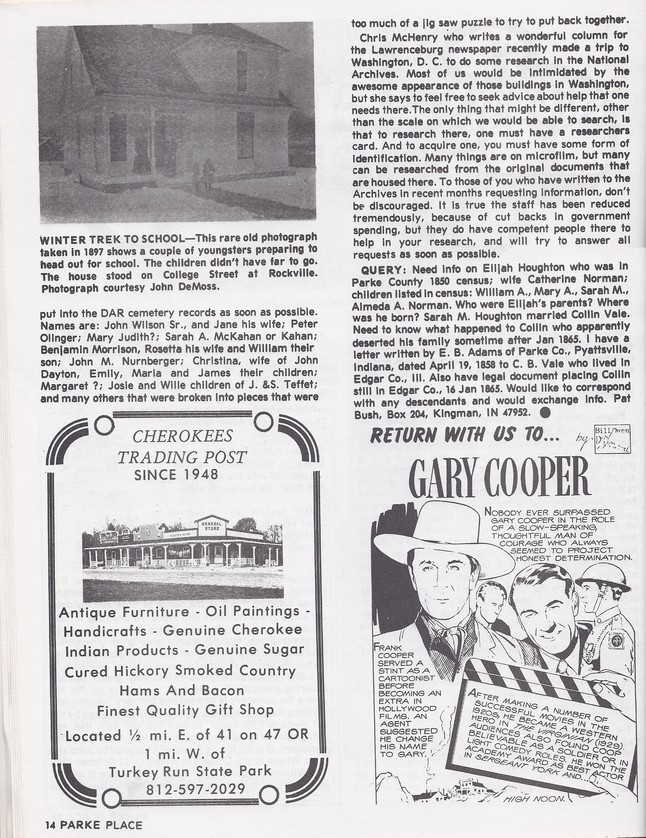 WINTER TREK TO SCHOOL—This rare old photograph
taken in 1897 shows a couple of youngsters preparing to
head out for school. The children didn't have far to go.
The house stood on College Street at Rockville.
Photograph courtesy John DeMoss.
put into the DAR cemetery records as soon as possible.
Names are: John Wilson Sr., and Jane his wife; Peter
Olinger; Mary Judith?; Sarah A. McKahan or Kahan;
Benjamin Morrison, Rosetta his wife and William their
son; John M. Nurnberger; Christina, wife of John
Dayton, Emily, Maria and James their children;
Margaret ?; Josie and Willie children of J. &S. Teffet;
and many others that were broken into pieces that were
CHEROKEES
TRADING POST
SINCE 1948
GENERAL
STORE
Antique Furniture - Oil Paintings -
Handicrafts - Genuine Cherokee
Indian Products - Genuine Sugar
Cured Hickory Smoked Country
Hams And Bacon
Finest Quality Gift Shop
Located ½ mi. E. of 41 on 47 OR
1 mi. W. of
Turkey Run State Park
812-597-2029
14 PARKE PLACE
too much of a jig saw puzzle to try to put back together.
Chris McHenry who writes a wonderful column for
the Lawrenceburg newspaper recently made a trip to
Washington, D. C. to do some research in the National
Archives. Most of us would be intimidated by the
awesome appearance of those buildings in Washington,
but she says to feel free to seek advice about help that one
needs there.The only thing that might be different, other
than the scale on which we would be able to search, is
that to research there, one must have a researchers
card. And to acquire one, you must have some form of
identification. Many things are on microfilm, but many
can be researched from the original documents that
are housed there. To those of you who have written to the
Archives in recent months requesting information, don't
be discouraged. It is true the staff has been reduced
tremendously, because of cut backs in government
spending, but they do have competent people there to
help in your research, and will try to answer all
requests as soon as possible.
QUERY: Need info on Elijah Houghton who was in
Parke County 1850 census; wife Catherine Norman;
children listed in census: William A., Mary A., Sarah M.,
Almeda A. Norman. Who were Elijah's parents? Where
was he born? Sarah M. Houghton married Collin Vale.
Need to know what happened to Collin who apparently
deserted his family sometime after Jan 1865. I have a
letter written by E. B. Adams of Parke Co., Pyattsville,
Indiana, dated April 19, 1858 to C. B. Vale who lived in
Edgar Co., Ill. Also have legal document placing Collin
still in Edgar Co., 16 Jan 1865. Would like to correspond
with any descendants and would exchange info. Pat
Bush, Box 204, Kingman, IN 47952.
RETURN WITH US TO...
by
Bill Owen
GARY COOPER
NOBODY EVER SURPASSED
GARY COOPER IN THE ROLE
OF A SLOW-SPEAKING,
THOUGHTFUL MAN OF
COURAGE WHO ALWAYS
SEEMED TO PROJECT
HONEST DETERMINATION.
FRANK
COOPER
SERVED A
STINT AS A
CARTOONIST
BEFORE
BECOMING AN
EXTRA IN
HOLLYWOOD
FILMS. AN
AGENT
SUGGESTED
HE CHANGE
HIS NAME
TO GARY.
AFTER MAKING A NUMBER OF
SUCCESSFUL MOVIES IN THE
1920s, HE BECAME A WESTERN
HERO IN THE VIRGINIAN (1929).
AUDIENCES ALSO FOUND COOP
BELIEVABLE AS A SOLDIER OR IN
LIGHT COMEDY ROLES. HE WON THE
ACADEMY AWARD AS BEST ACTOR
IN SERGEANT YORK AND...
HIGH NOON.